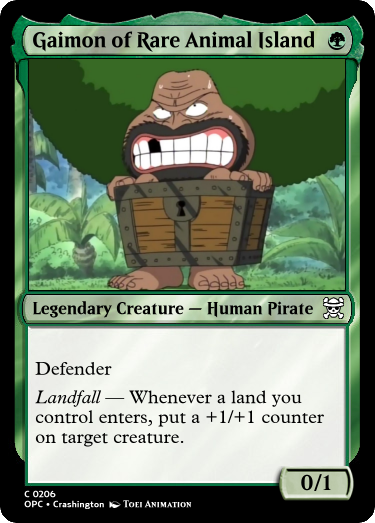 Gaimon of Rare Animal Island
Legendary Creature — Human Pirate
Defender
Landfall — Whenever a land you
control enters, put a +1/+1 counter
on target creature.
0/1
C 0206
OPC • Crashington TOEI ANIMATION